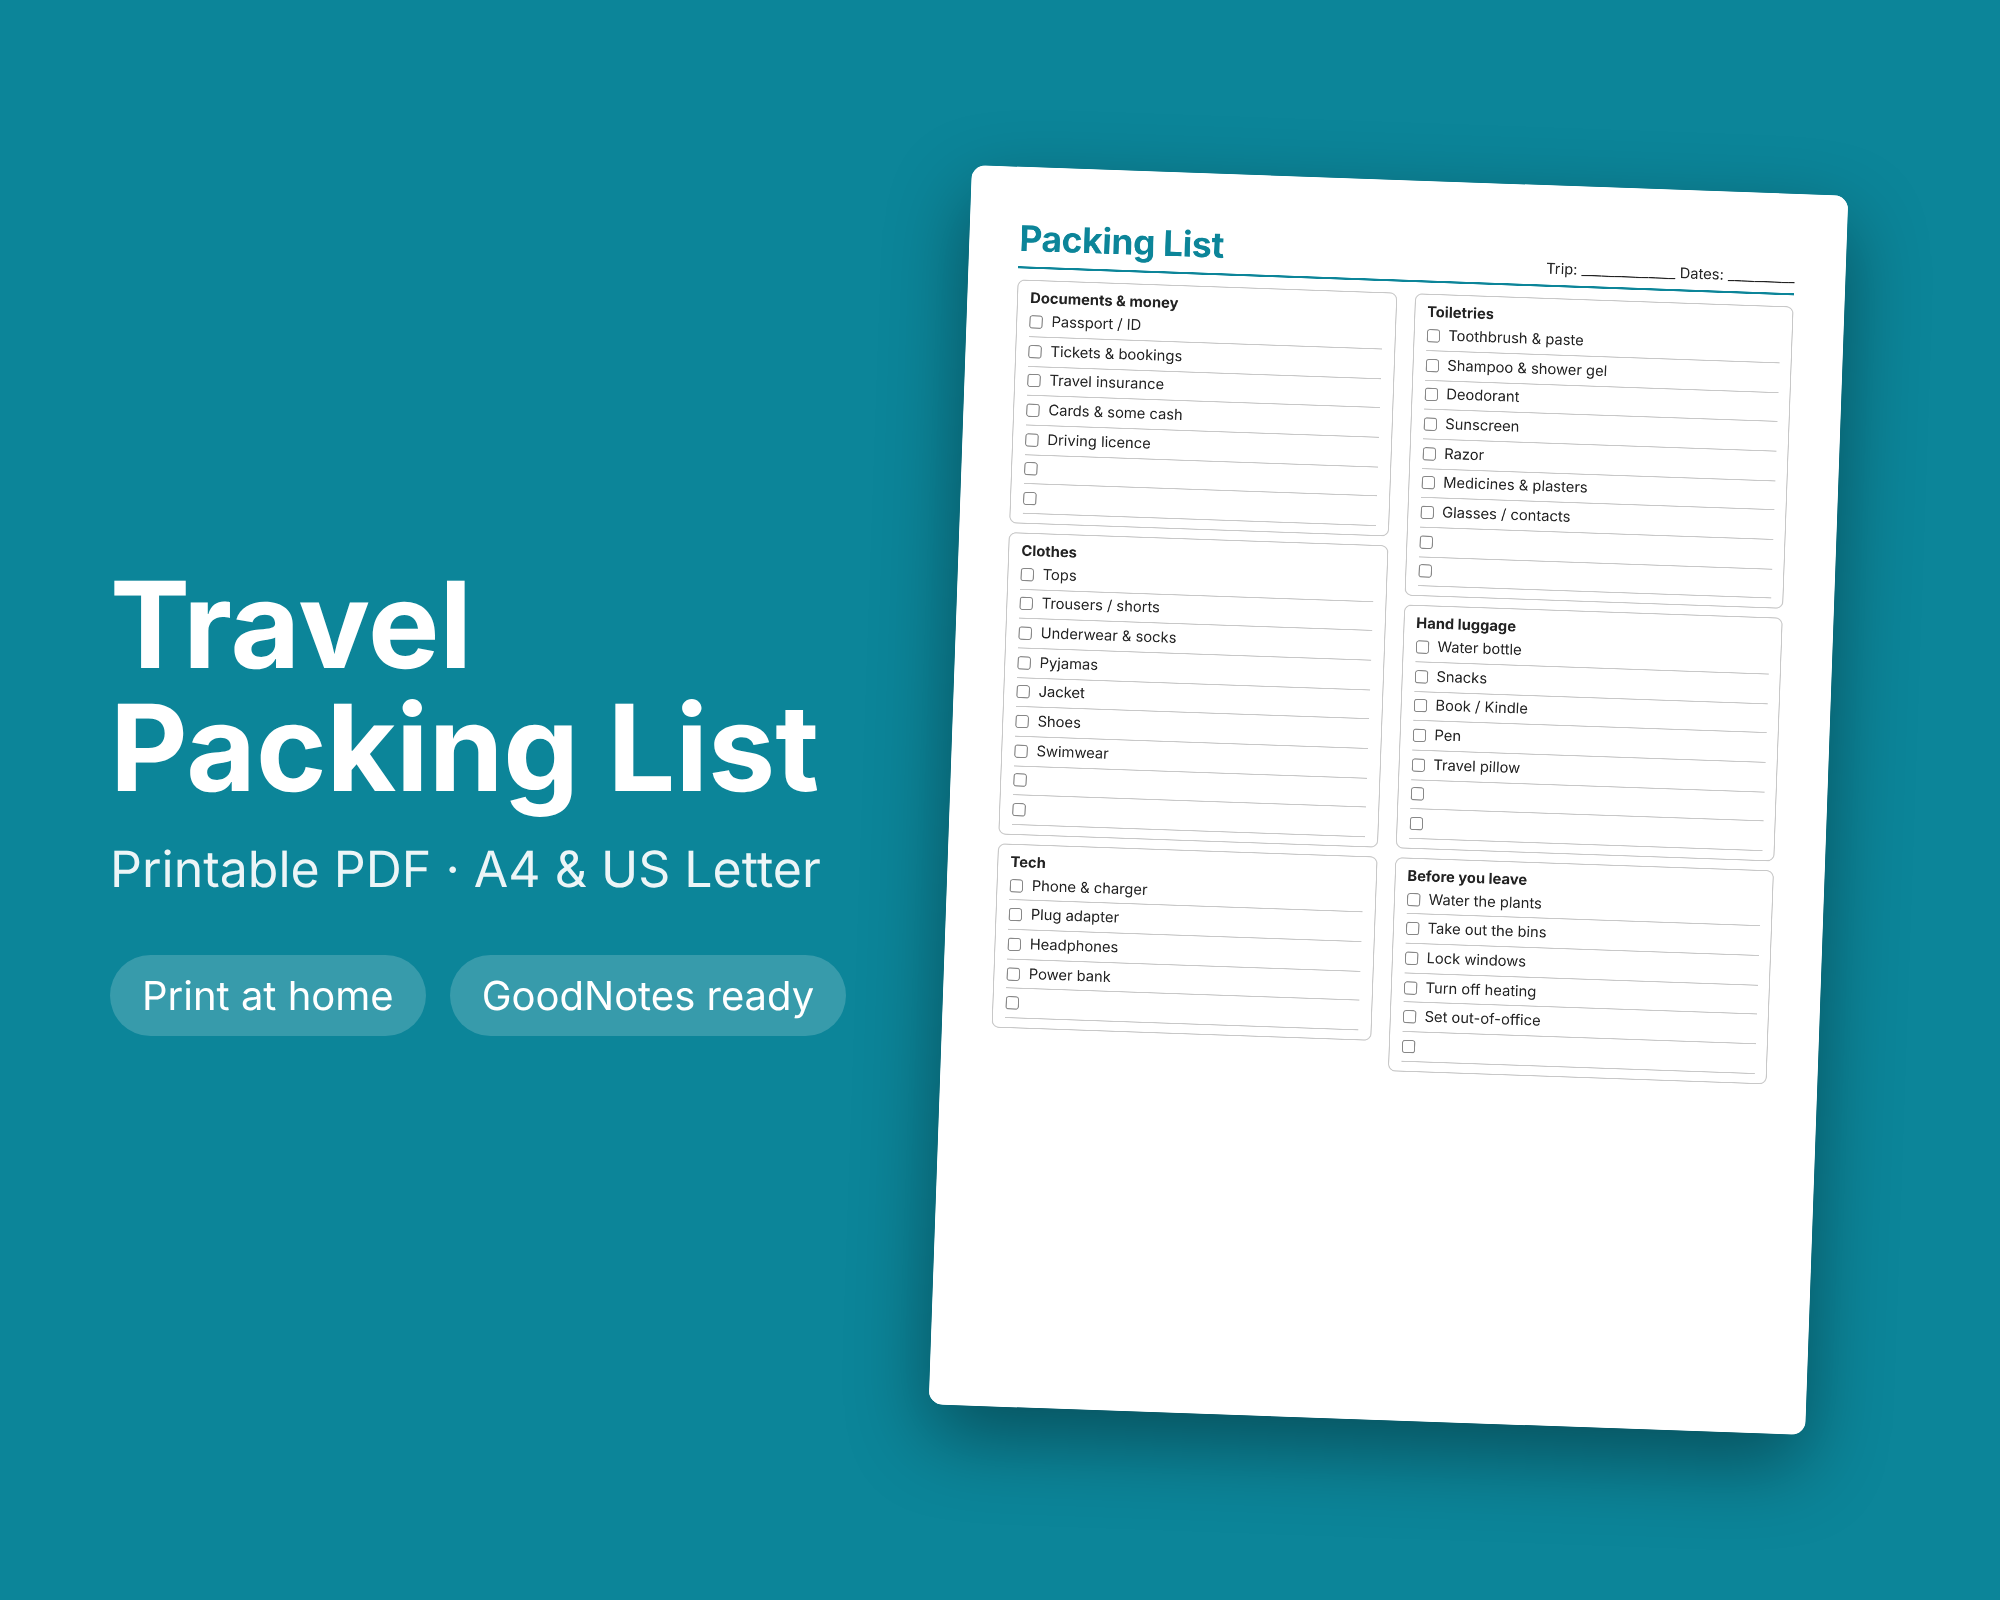 Travel
Packing List
Printable PDF · A4 & US Letter
Print at home
GoodNotes ready
Packing List
Trip: ____________ Dates: ________
Documents & money
Passport / ID
Tickets & bookings
Travel insurance
Cards & some cash
Driving licence
Clothes
Tops
Trousers / shorts
Underwear & socks
Pyjamas
Jacket
Shoes
Swimwear
Tech
Phone & charger
Plug adapter
Headphones
Power bank
Toiletries
Toothbrush & paste
Shampoo & shower gel
Deodorant
Sunscreen
Razor
Medicines & plasters
Glasses / contacts
Hand luggage
Water bottle
Snacks
Book / Kindle
Pen
Travel pillow
Before you leave
Water the plants
Take out the bins
Lock windows
Turn off heating
Set out-of-office